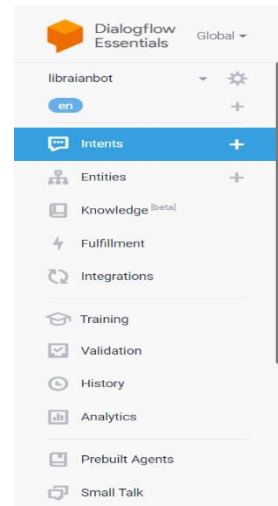 Dialogflow
Essentials
Global
libraianbot
en
Intents
Entities
Knowledge [beta]
Fulfillment
Integrations
Training
Validation
History
Analytics
Prebuilt Agents
Small Talk